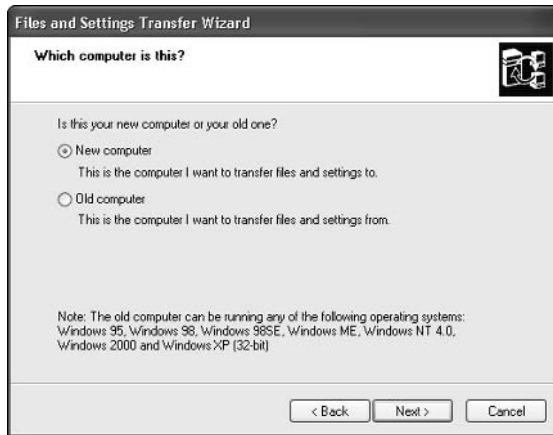 Files and Settings Transfer Wizard
Which computer is this?
Is this your new computer or your old one?
New computer
This is the computer I want to transfer files and settings to.
Old computer
This is the computer I want to transfer files and settings from.
Note: The old computer can be running any of the following operating systems:
Windows 95, Windows 98, Windows 98SE, Windows ME, Windows NT 4.0,
Windows 2000 and Windows XP (32-bit)
< Back Next > Cancel